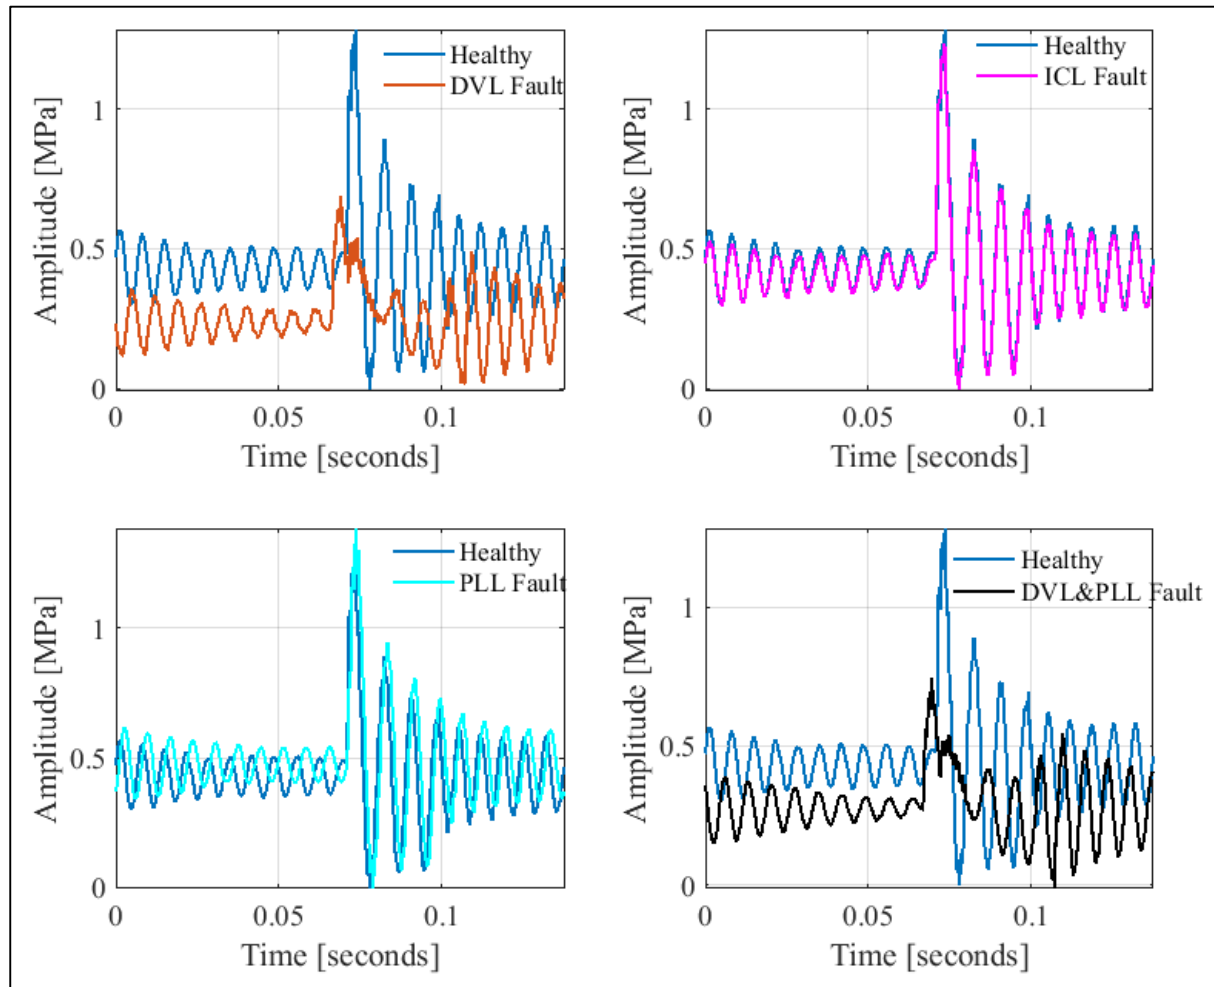 Healthy
DVL Fault
1
0.5
0
0
0.05
0.1
Amplitude [MPa]
Time [seconds]
Healthy
ICL Fault
1
0.5
0
0
0.05
0.1
Amplitude [MPa]
Time [seconds]
Healthy
PLL Fault
1
0.5
0
0
0.05
0.1
Amplitude [MPa]
Time [seconds]
Healthy
DVL&PLL Fault
1
0.5
0
0
0.05
0.1
Amplitude [MPa]
Time [seconds]